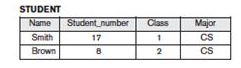 STUDENT
Name Student_number Class Major
Smith 17 1 CS
Brown 8 2 CS